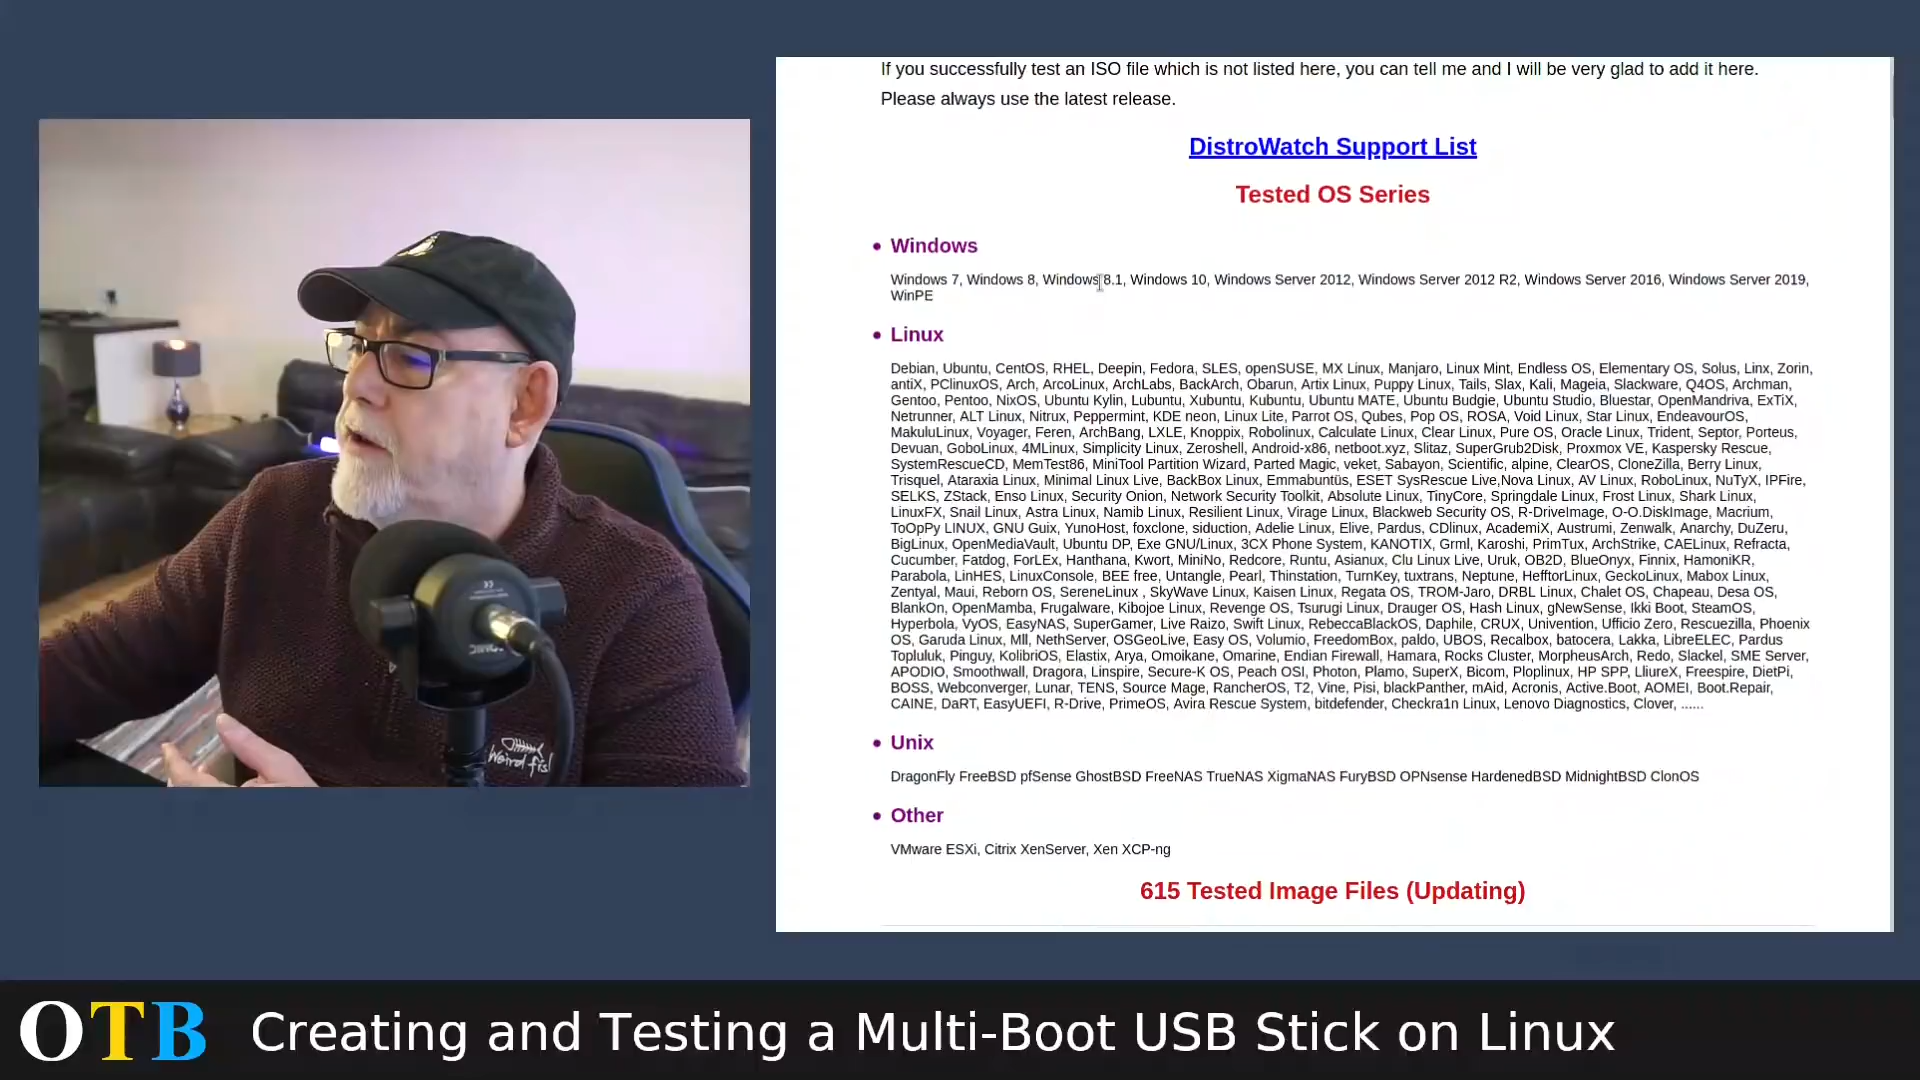 If you successfully test an ISO file which is not listed here, you can tell me and I will be very glad to add it here.
Please always use the latest release.
DistroWatch Support List
Tested OS Series
Windows
Windows 7, Windows 8, Windows 8.1, Windows 10, Windows Server 2012, Windows Server 2012 R2, Windows Server 2016, Windows Server 2019,
WinPE
Linux
Debian, Ubuntu, CentOS, RHEL, Deepin, Fedora, SLES, openSUSE, MX Linux, Manjaro, Linux Mint, Endless OS, Elementary OS, Solus, Linx, Zorin,
antiX, PClinuxOS, Arch, ArcoLinux, ArchLabs, BackArch, Obarun, Artix Linux, Puppy Linux, Tails, Slax, Kali, Mageia, Slackware, Q4OS, Archman,
Gentoo, Pentoo, NixOS, Ubuntu Kylin, Lubuntu, Xubuntu, Kubuntu, Ubuntu MATE, Ubuntu Budgie, Ubuntu Studio, Bluestar, OpenMandriva, ExTiX,
Netrunner, ALT Linux, Nitrux, Peppermint, KDE neon, Linux Lite, Parrot OS, Qubes, Pop OS, ROSA, Void Linux, Star Linux, EndeavourOS,
MakuluLinux, Voyager, Feren, ArchBang, LXLE, Knoppix, Robolinux, Calculate Linux, Clear Linux, Pure OS, Oracle Linux, Trident, Septor, Porteus,
Devuan, GoboLinux, 4MLinux, Simplicity Linux, Zeroshell, Android-x86, netboot.xyz, Slitaz, SuperGrub2Disk, Proxmox VE, Kaspersky Rescue,
SystemRescueCD, MemTest86, MiniTool Partition Wizard, Parted Magic, veket, Sabayon, Scientific, alpine, ClearOS, CloneZilla, Berry Linux,
Trisquel, Ataraxia Linux, Minimal Linux Live, BackBox Linux, Emmabuntüs, ESET SysRescue Live,Nova Linux, AV Linux, RoboLinux, NuTyX, IPFire,
SELKS, ZStack, Enso Linux, Security Onion, Network Security Toolkit, Absolute Linux, TinyCore, Springdale Linux, Frost Linux, Shark Linux,
LinuxFX, Snail Linux, Astra Linux, Namib Linux, Resilient Linux, Virage Linux, Blackweb Security OS, R-DriveImage, O-O.DiskImage, Macrium,
ToOpPy LINUX, GNU Guix, YunoHost, foxclone, siduction, Adelie Linux, Elive, Pardus, CDlinux, AcademiX, Austrumi, Zenwalk, Anarchy, DuZeru,
BigLinux, OpenMediaVault, Ubuntu DP, Exe GNU/Linux, 3CX Phone System, KANOTIX, Grml, Karoshi, PrimTux, ArchStrike, CAELinux, Refracta,
Cucumber, Fatdog, ForLEx, Hanthana, Kwort, MiniNo, Redcore, Runtu, Asianux, Clu Linux Live, Uruk, OB2D, BlueOnyx, Finnix, HamoniKR,
Parabola, LinHES, LinuxConsole, BEE free, Untangle, Pearl, Thinstation, TurnKey, tuxtrans, Neptune, HefftorLinux, GeckoLinux, Mabox Linux,
Zentyal, Maui, Reborn OS, SereneLinux , SkyWave Linux, Kaisen Linux, Regata OS, TROM-Jaro, DRBL Linux, Chalet OS, Chapeau, Desa OS,
BlankOn, OpenMamba, Frugalware, Kibojoe Linux, Revenge OS, Tsurugi Linux, Drauger OS, Hash Linux, gNewSense, Ikki Boot, SteamOS,
Hyperbola, VyOS, EasyNAS, SuperGamer, Live Raizo, Swift Linux, RebeccaBlackOS, Daphile, CRUX, Univention, Ufficio Zero, Rescuezilla, Phoenix
OS, Garuda Linux, Mll, NethServer, OSGeoLive, Easy OS, Volumio, FreedomBox, paldo, UBOS, Recalbox, batocera, Lakka, LibreELEC, Pardus
Topluluk, Pinguy, KolibriOS, Elastix, Arya, Omoikane, Omarine, Endian Firewall, Hamara, Rocks Cluster, MorpheusArch, Redo, Slackel, SME Server,
APODIO, Smoothwall, Dragora, Linspire, Secure-K OS, Peach OSI, Photon, Plamo, SuperX, Bicom, Ploplinux, HP SPP, LliureX, Freespire, DietPi,
BOSS, Webconverger, Lunar, TENS, Source Mage, RancherOS, T2, Vine, Pisi, blackPanther, mAid, Acronis, Active.Boot, AOMEI, Boot.Repair,
CAINE, DaRT, EasyUEFI, R-Drive, PrimeOS, Avira Rescue System, bitdefender, Checkra1n Linux, Lenovo Diagnostics, Clover, ......
Unix
DragonFly FreeBSD pfSense GhostBSD FreeNAS TrueNAS XigmaNAS FuryBSD OPNsense HardenedBSD MidnightBSD ClonOS
Other
VMware ESXi, Citrix XenServer, Xen XCP-ng
615 Tested Image Files (Updating)
Weird fis
OTB Creating and Testing a Multi-Boot USB Stick on Linux